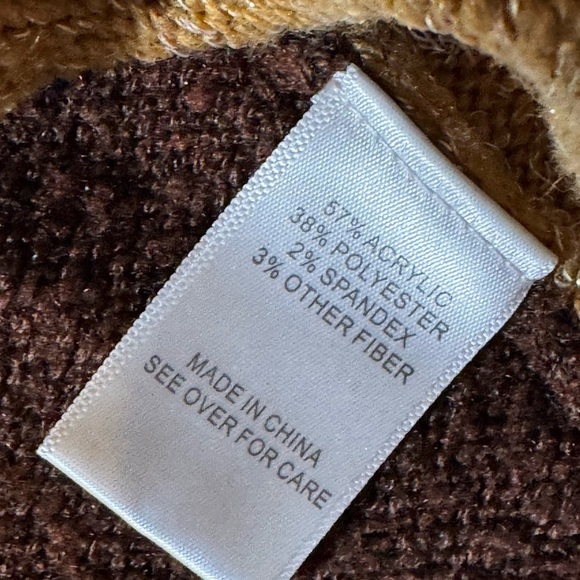 57% ACRYLIC
38% POLYESTER
2% SPANDEX
3% OTHER FIBER
MADE IN CHINA
SEE OVER FOR CARE